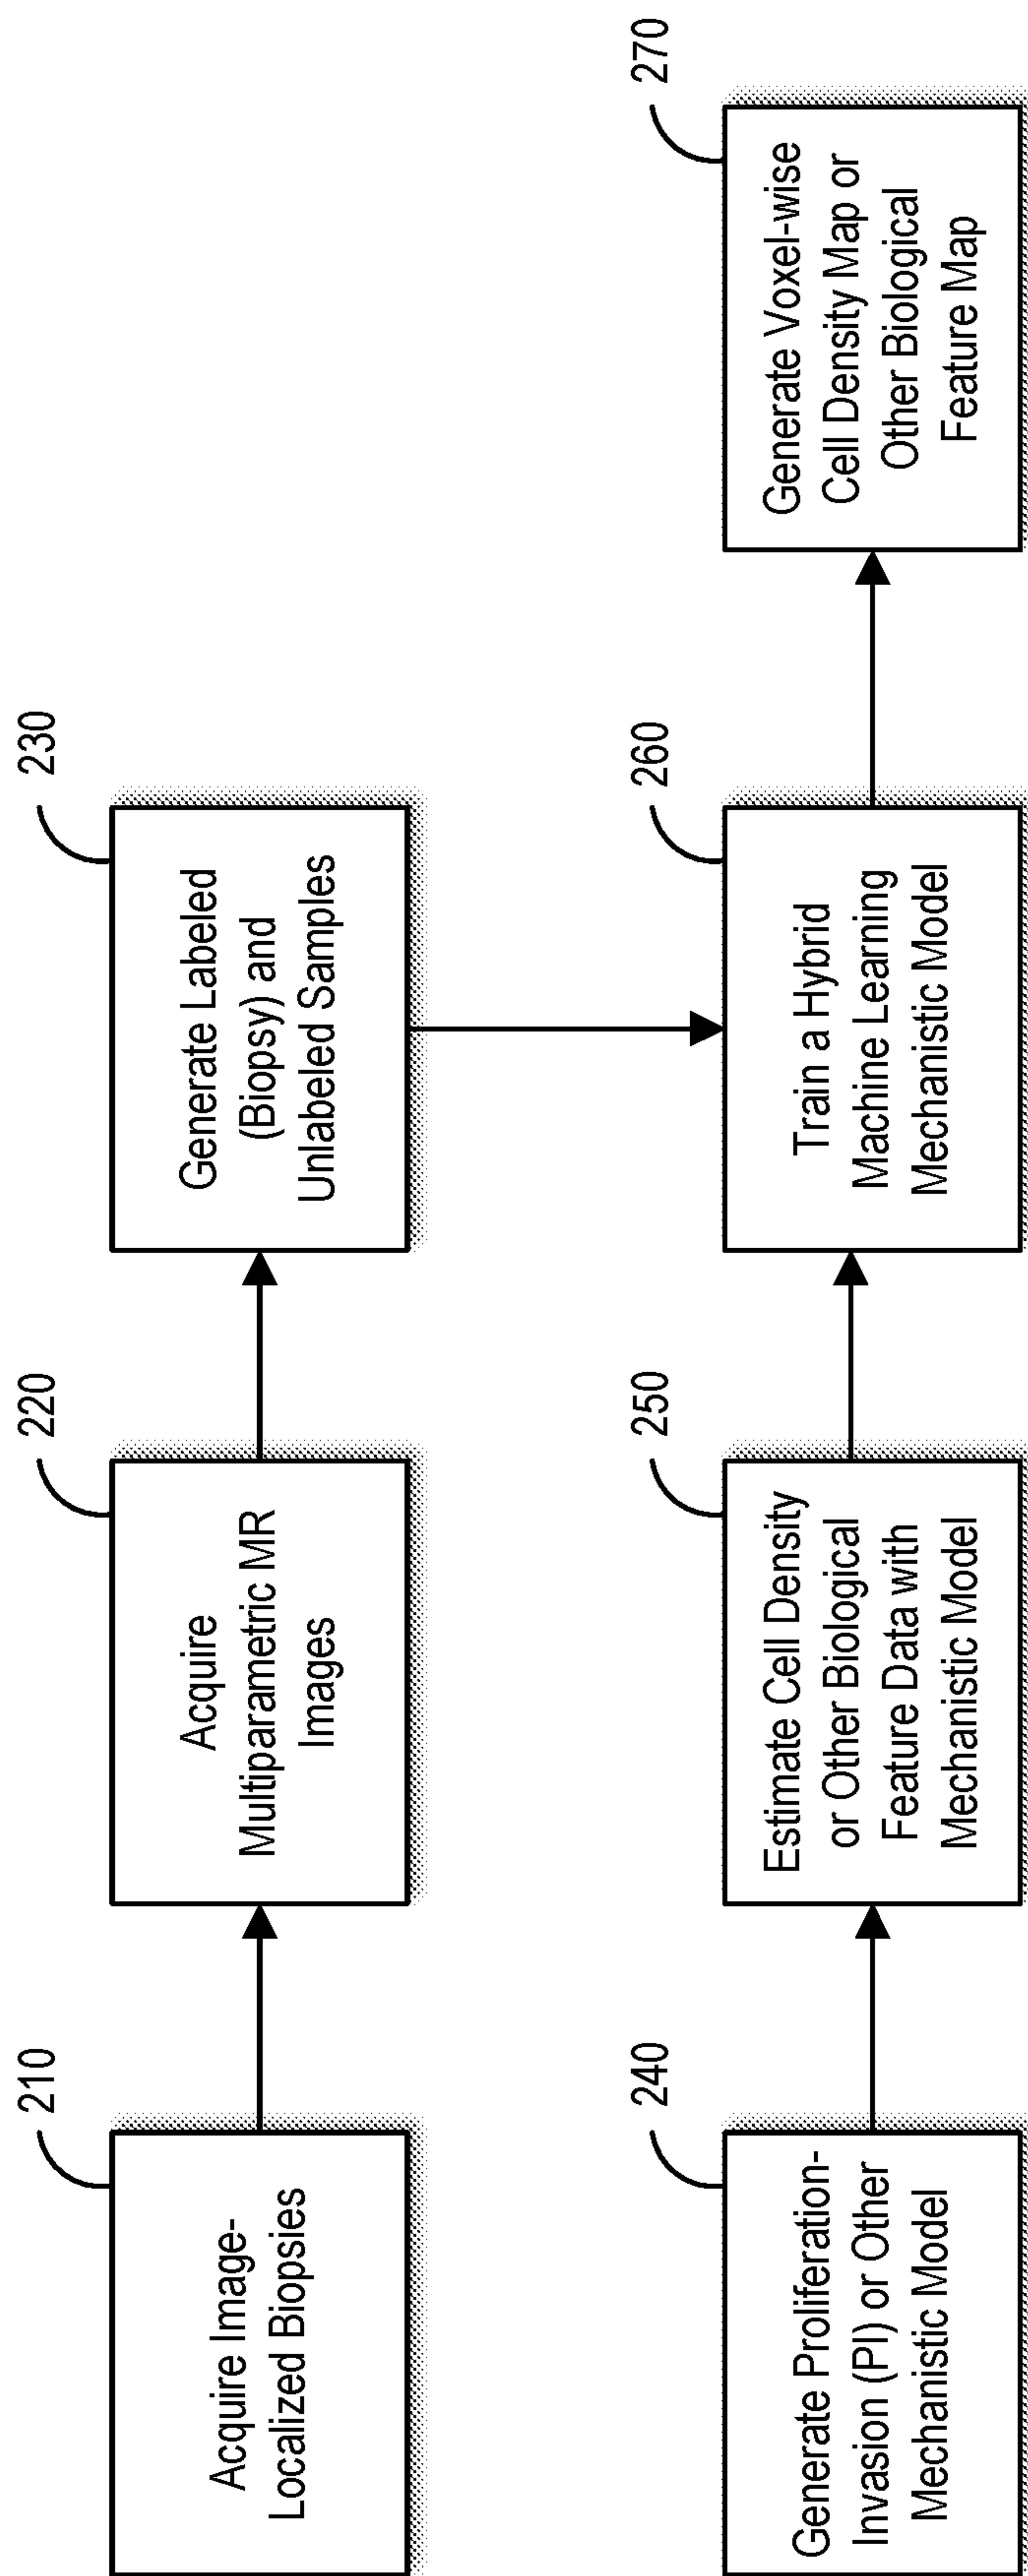 210
Acquire Image-
Localized Biopsies
220
Acquire
Multiparametric MR
Images
230
Generate Labeled
(Biopsy) and
Unlabeled Samples
240
Generate Proliferation-
Invasion (PI) or Other
Mechanistic Model
250
Estimate Cell Density
or Other Biological
Feature Data with
Mechanistic Model
260
Train a Hybrid
Machine Learning
Mechanistic Model
270
Generate Voxel-wise
Cell Density Map or
Other Biological
Feature Map